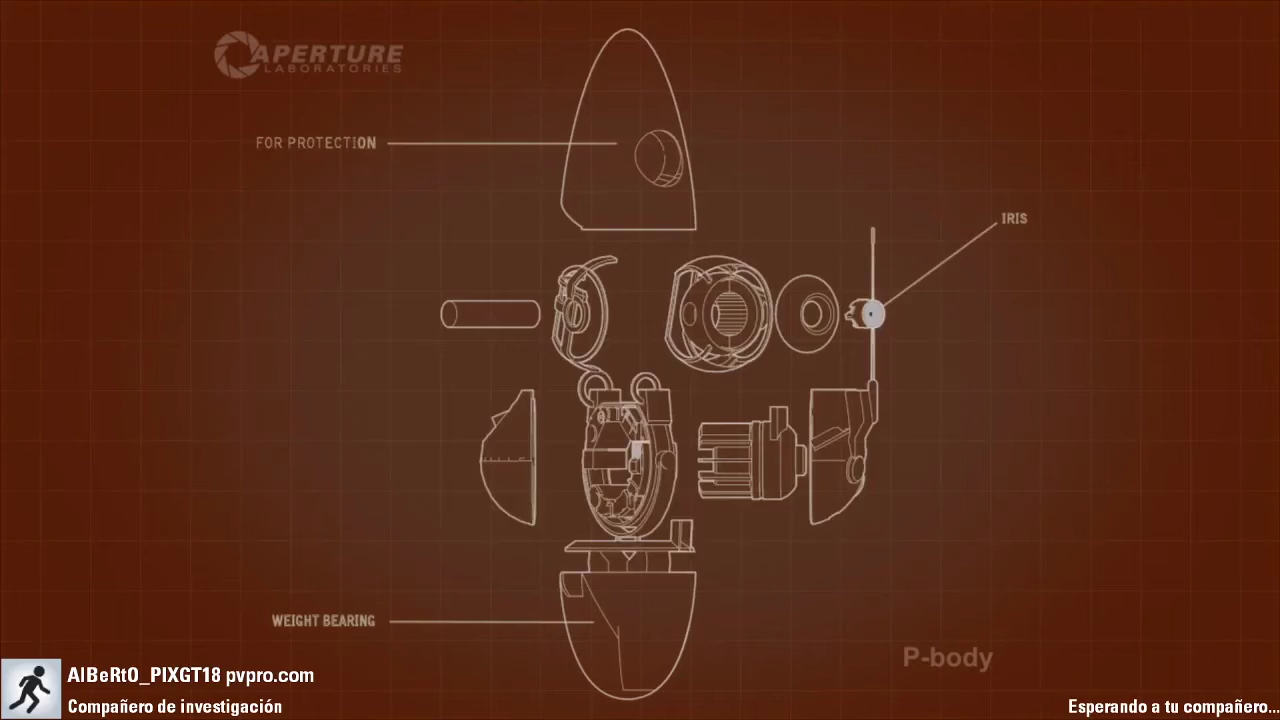 APERTURE
LABORATORIES
FOR PROTECTION
IRIS
WEIGHT BEARING
P-body
AlBeRtO_PIXGT18 pvpro.com
Compañero de investigación
Esperando a tu compañero...